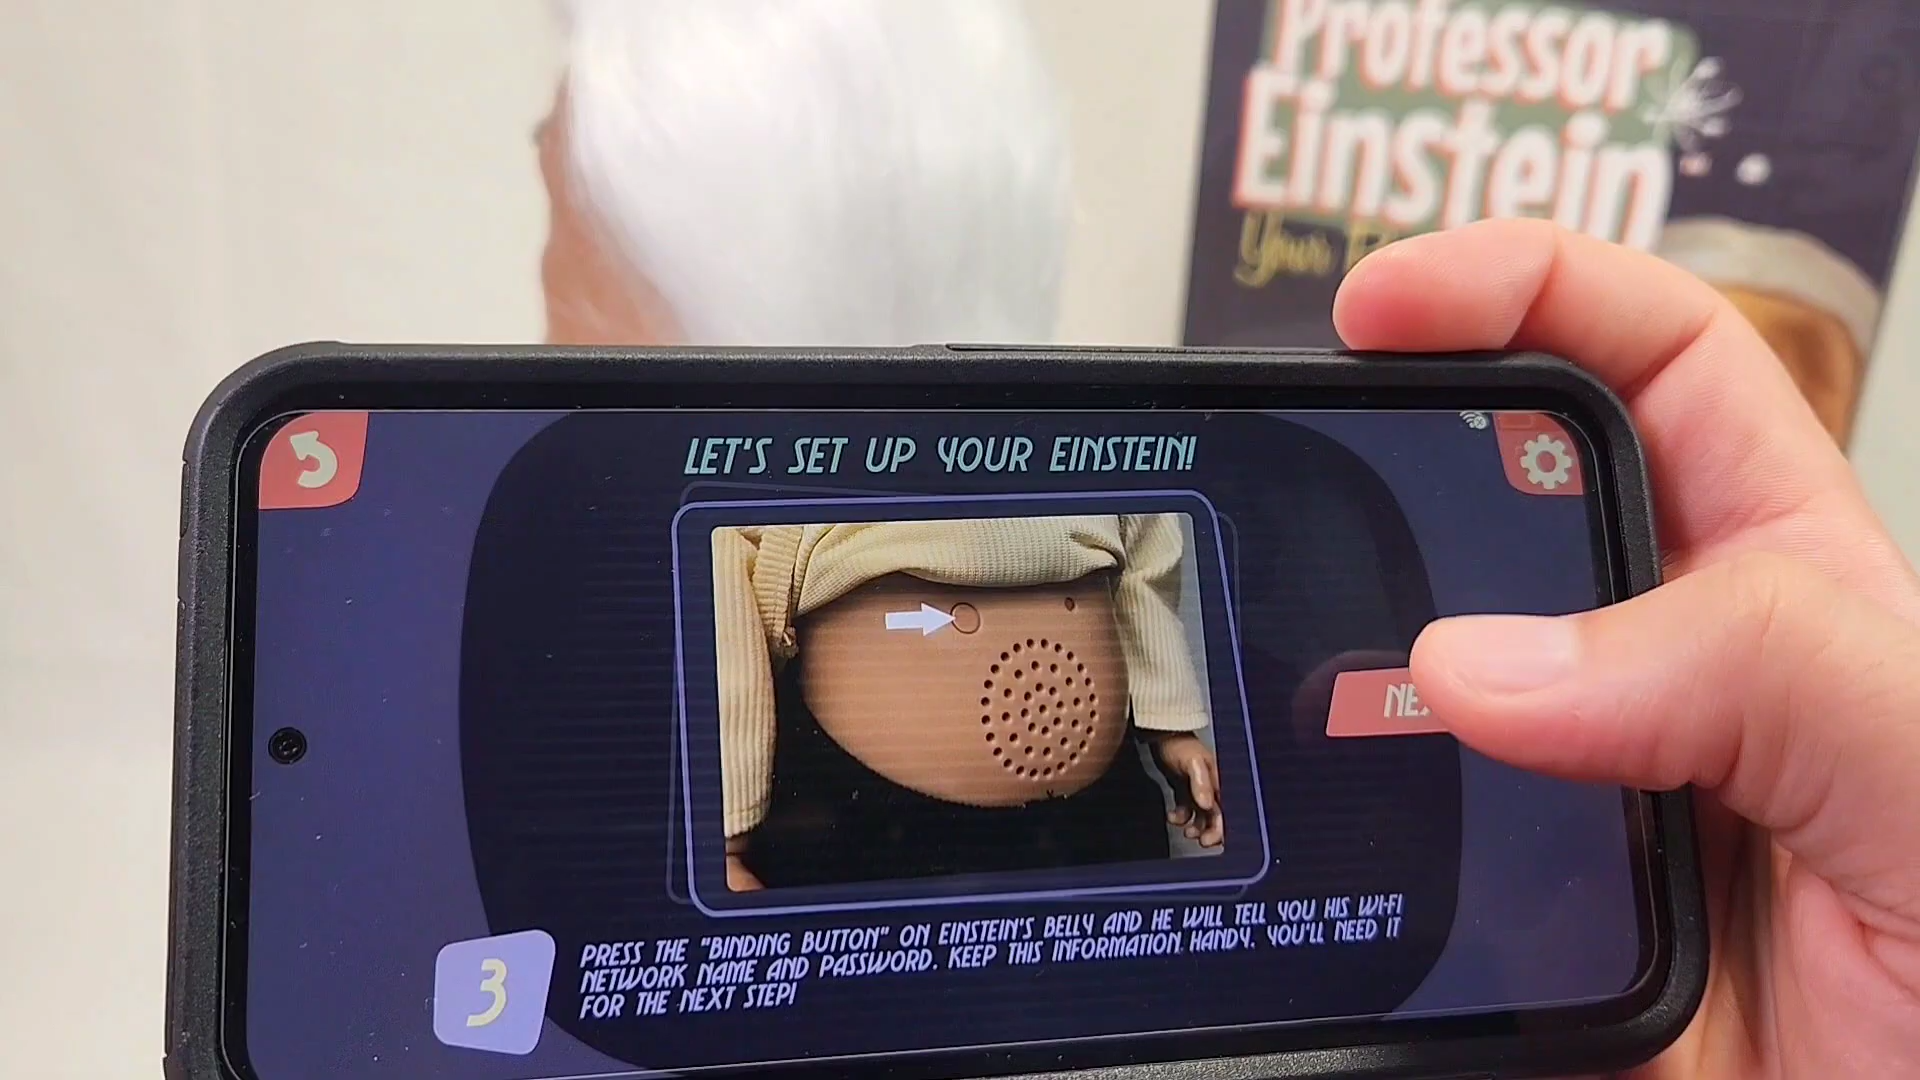 Professor
Einstein
Your
LET'S SET UP YOUR EINSTEIN!
3
PRESS THE "BINDING BUTTON" ON EINSTEIN'S BELLY AND HE WILL TELL YOU HIS WI-FI
NETWORK NAME AND PASSWORD. KEEP THIS INFORMATION HANDY. YOU'LL NEED IT
FOR THE NEXT STEP!